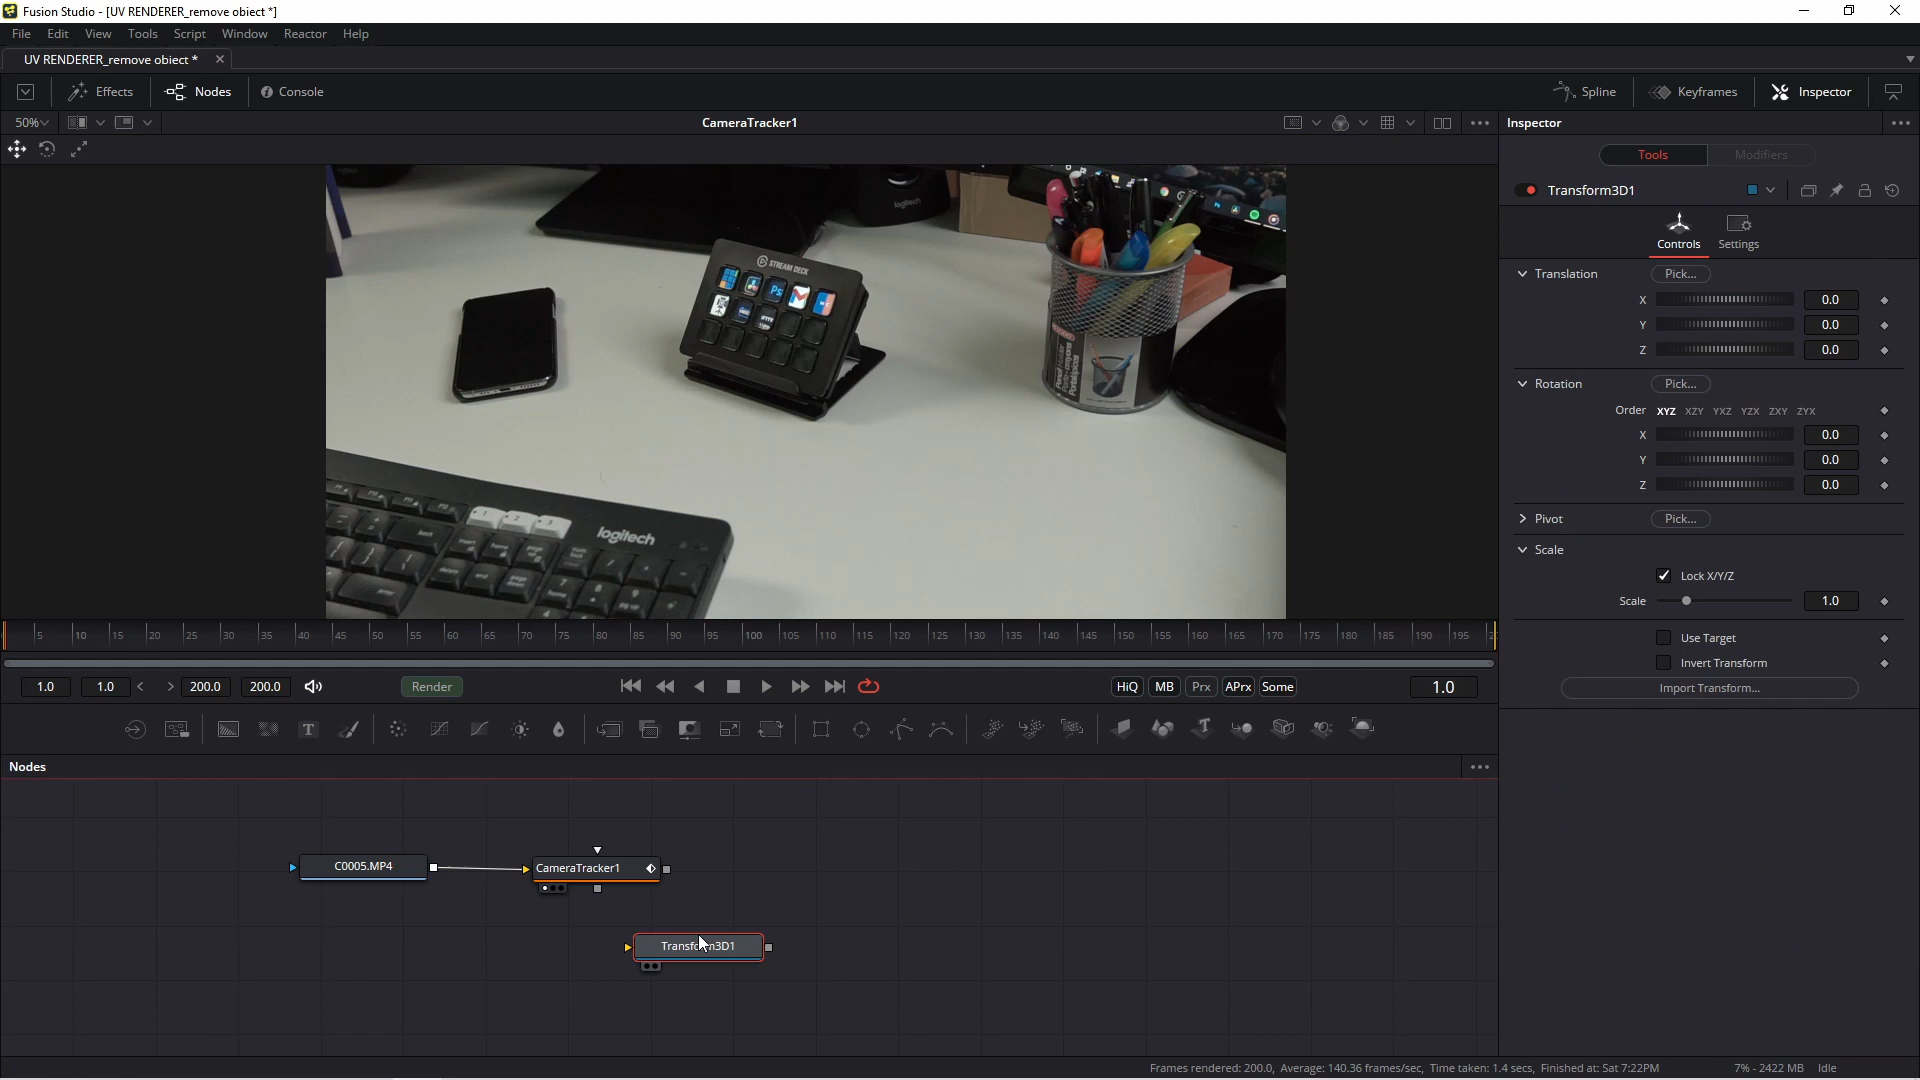 Fusion Studio - [UV RENDERER_remove obiect *]
File Edit View Tools Script Window Reactor Help
UV RENDERER_remove obiect *
Effects Nodes Console Spline Keyframes Inspector
50% CameraTracker1 Inspector
Tools Modifiers
Transform3D1
Controls Settings
Translation Pick...
X 0.0
Y 0.0
Z 0.0
Rotation Pick...
Order XYZ XZY YXZ YZX ZXY ZYX
X 0.0
Y 0.0
Z 0.0
Pivot Pick...
Scale
Lock X/Y/Z
Scale 1.0
Use Target
Invert Transform
Import Transform...
logitech
STREAM DECK
Ps
logitech
5 10 15 20 25 30 35 40 45 50 55 60 65 70 75 80 85 90 95 100 105 110 115 120 125 130 135 140 145 150 155 160 165 170 175 180 185 190 195
1.0 1.0 200.0 200.0 Render HiQ MB Prx APrx Some 1.0
Nodes
C0005.MP4 CameraTracker1
Transform3D1
Frames rendered: 200.0, Average: 140.36 frames/sec, Time taken: 1.4 secs, Finished at: Sat 7:22PM 7% - 2422 MB Idle